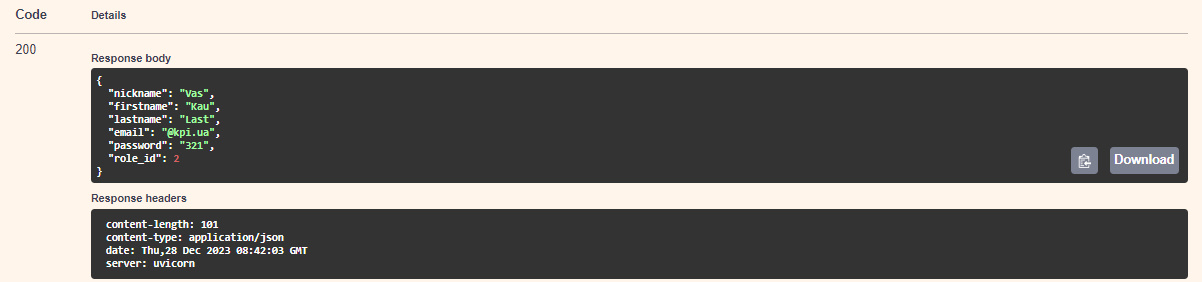 Code Details
200
Response body
{
  "nickname": "Vas",
  "firstname": "Kau",
  "lastname": "Last",
  "email": "@kpi.ua",
  "password": "321",
  "role_id": 2
}
Download
Response headers
content-length: 101
content-type: application/json
date: Thu,28 Dec 2023 08:42:03 GMT
server: uvicorn